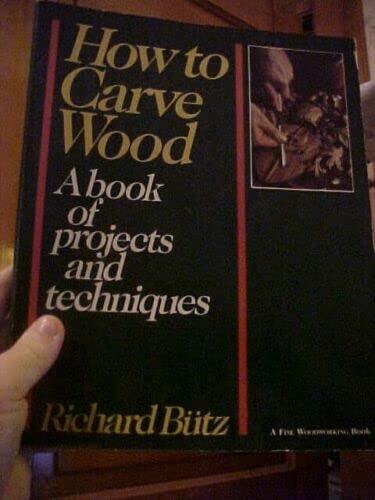 How to
Carve
Wood
A book
of
projects
and
techniques
Richard Bütz
A Fine Woodworking Book